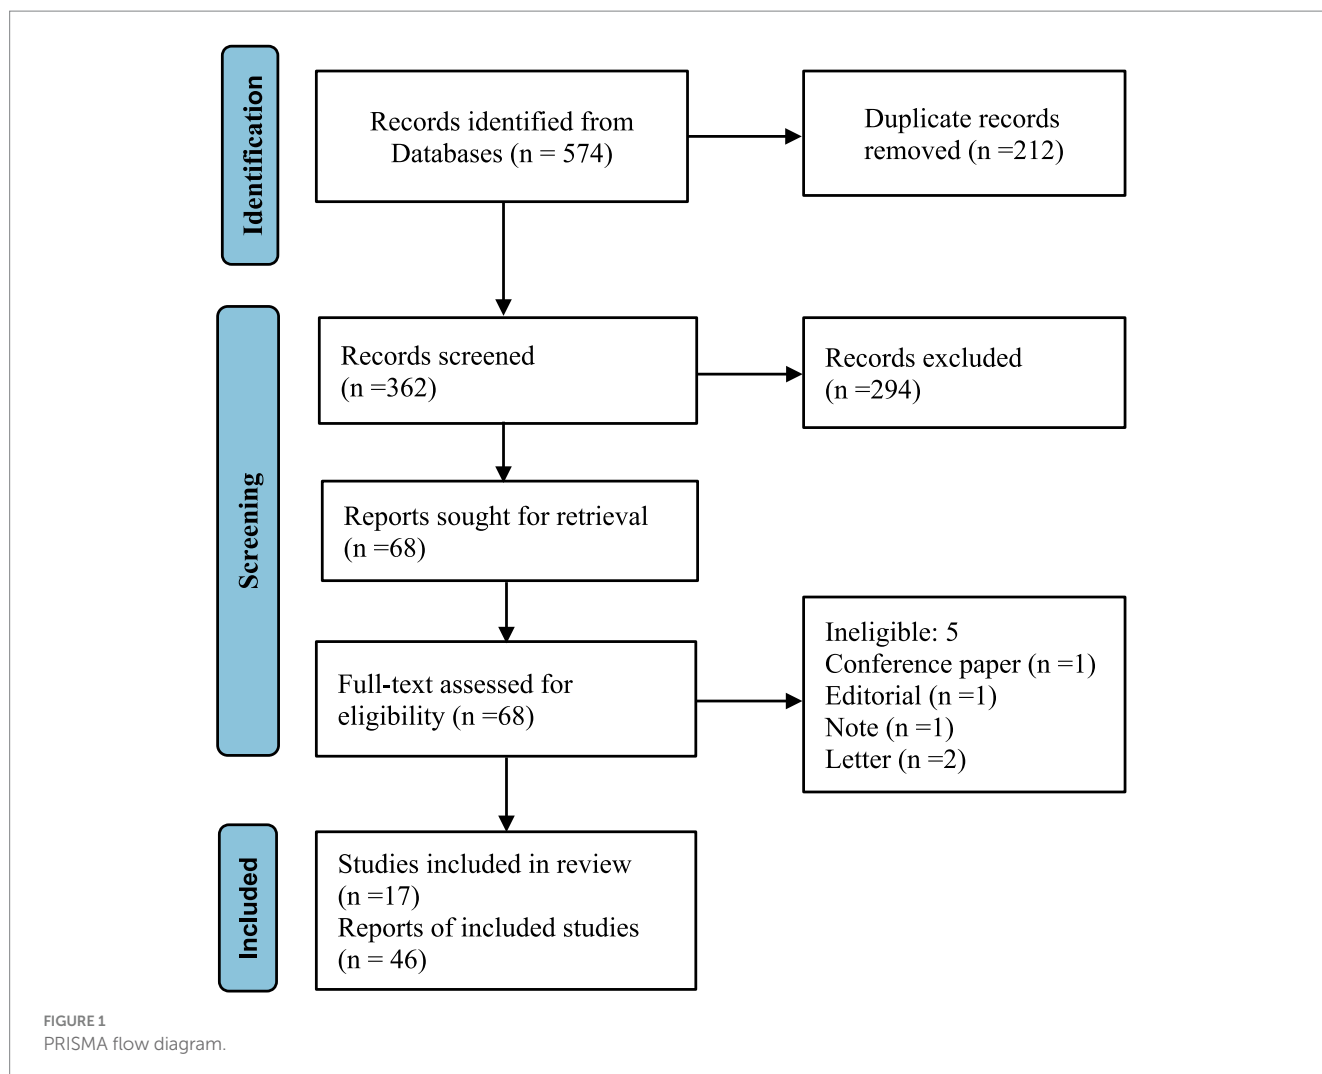 Identification
Records identified from
Databases (n = 574)
Duplicate records
removed (n =212)
Screening
Records screened
(n =362)
Records excluded
(n =294)
Reports sought for retrieval
(n =68)
Full-text assessed for
eligibility (n =68)
Ineligible: 5
Conference paper (n =1)
Editorial (n =1)
Note (n =1)
Letter (n =2)
Included
Studies included in review
(n =17)
Reports of included studies
(n = 46)
FIGURE 1
PRISMA flow diagram.